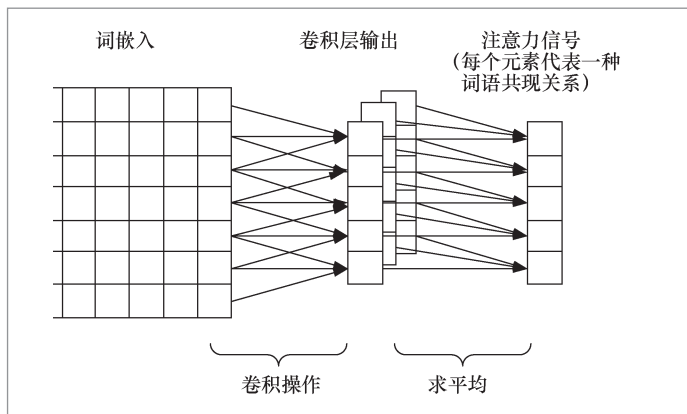 词嵌入
卷积层输出
注意力信号
（每个元素代表一种
词语共现关系）
卷积操作
求平均